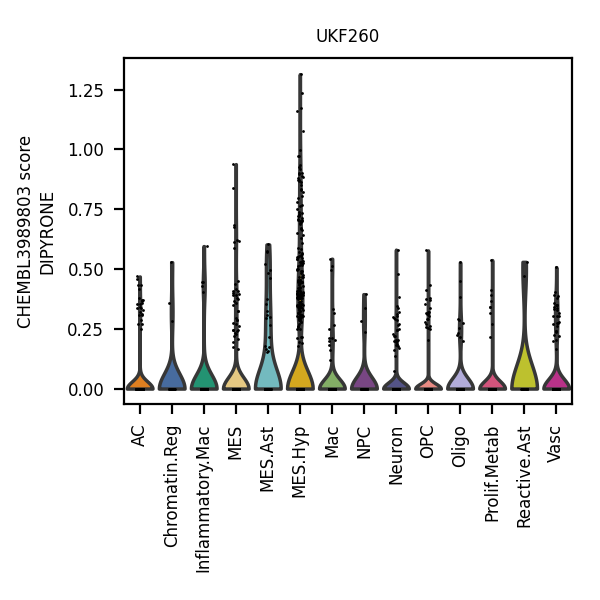 UKF260
CHEMBL3989803 score
DIPYRONE
1.25
1.00
0.75
0.50
0.25
0.00
AC
Chromatin.Reg
Inflammatory.Mac
MES
MES.Ast
MES.Hyp
Mac
NPC
Neuron
OPC
Oligo
Prolif.Metab
Reactive.Ast
Vasc